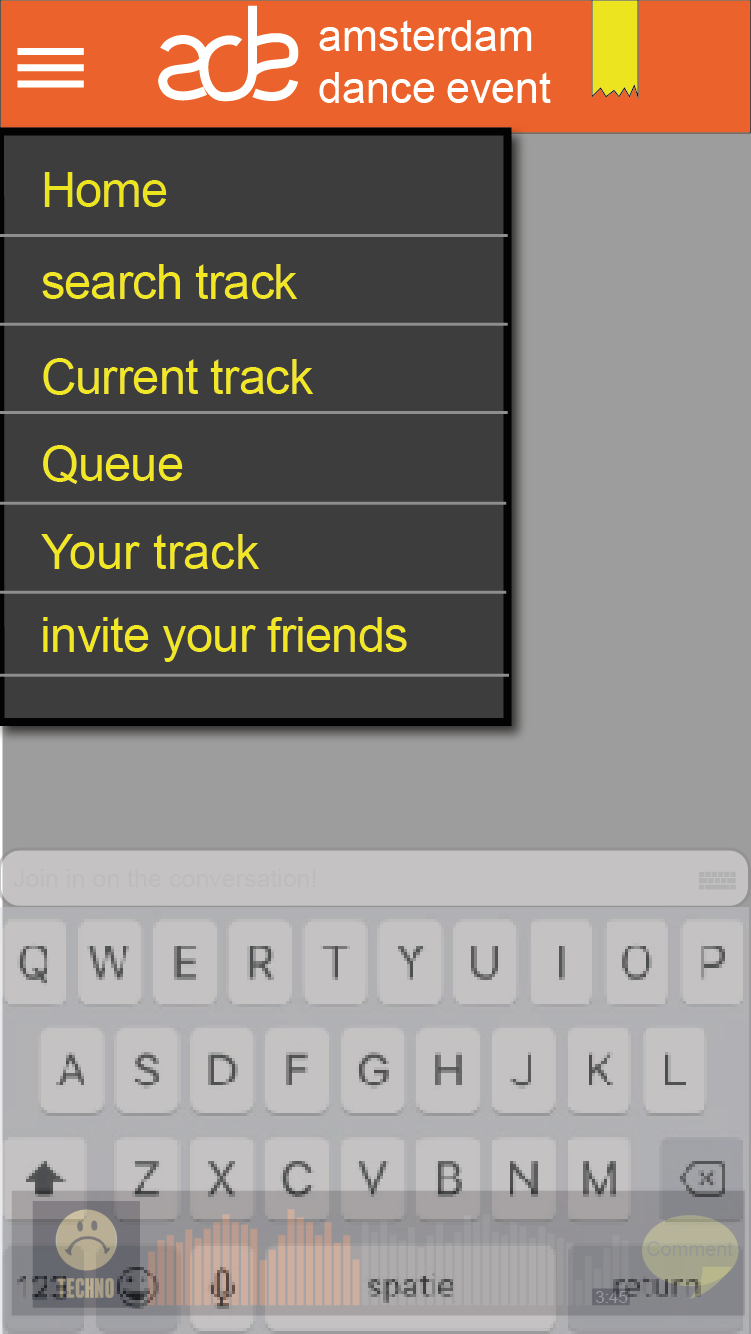 ade
amsterdam
dance event
Home
search track
Current track
Queue
Your track
invite your friends
Join in on the conversation!
Q W E R T Y U I O P
A S D F G H J K L
Z X C V B N M
Comment
123 TECHNO spatie return
3:45